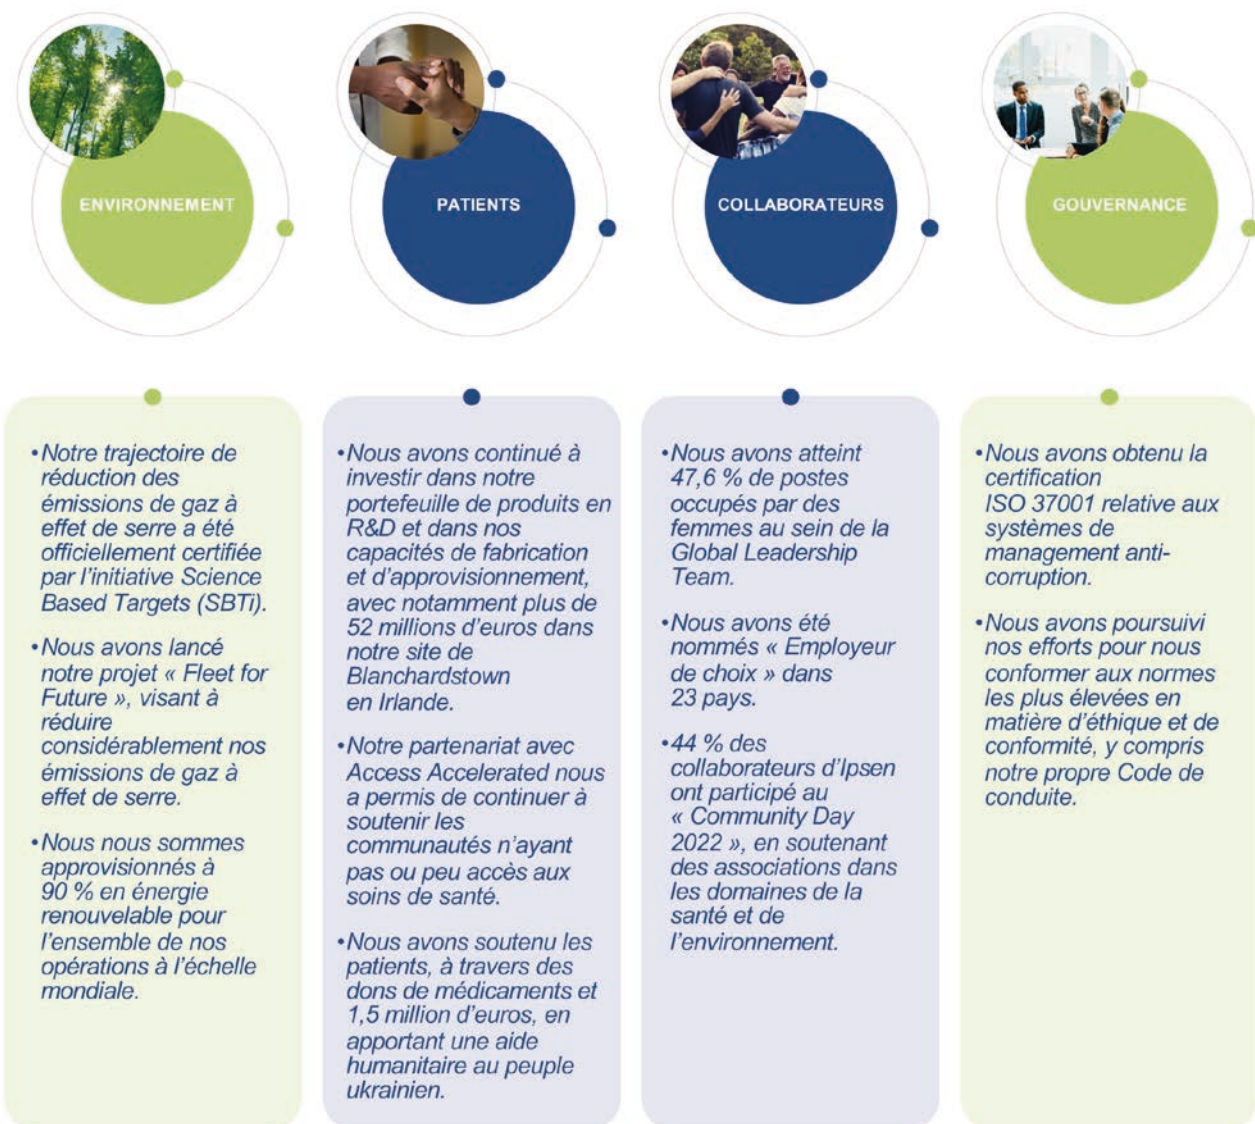 ENVIRONNEMENT
PATIENTS
COLLABORATEURS
GOUVERNANCE
•Notre trajectoire de
réduction des
émissions de gaz à
effet de serre a été
officiellement certifiée
par l'initiative Science
Based Targets (SBTi).
•Nous avons lancé
notre projet « Fleet for
Future », visant à
réduire
considérablement nos
émissions de gaz à
effet de serre.
•Nous nous sommes
approvisionnés à
90 % en énergie
renouvelable pour
l'ensemble de nos
opérations à l'échelle
mondiale.
•Nous avons continué à
investir dans notre
portefeuille de produits en
R&D et dans nos
capacités de fabrication
et d'approvisionnement,
avec notamment plus de
52 millions d'euros dans
notre site de
Blanchardstown
en Irlande.
•Notre partenariat avec
Access Accelerated nous
a permis de continuer à
soutenir les
communautés n'ayant
pas ou peu accès aux
soins de santé.
•Nous avons soutenu les
patients, à travers des
dons de médicaments et
1,5 million d'euros, en
apportant une aide
humanitaire au peuple
ukrainien.
•Nous avons atteint
47,6 % de postes
occupés par des
femmes au sein de la
Global Leadership
Team.
•Nous avons été
nommés « Employeur
de choix » dans
23 pays.
•44 % des
collaborateurs d'Ipsen
ont participé au
« Community Day
2022 », en soutenant
des associations dans
les domaines de la
santé et de
l'environnement.
•Nous avons obtenu la
certification
ISO 37001 relative aux
systèmes de
management anti-
corruption.
•Nous avons poursuivi
nos efforts pour nous
conformer aux normes
les plus élevées en
matière d'éthique et de
conformité, y compris
notre propre Code de
conduite.